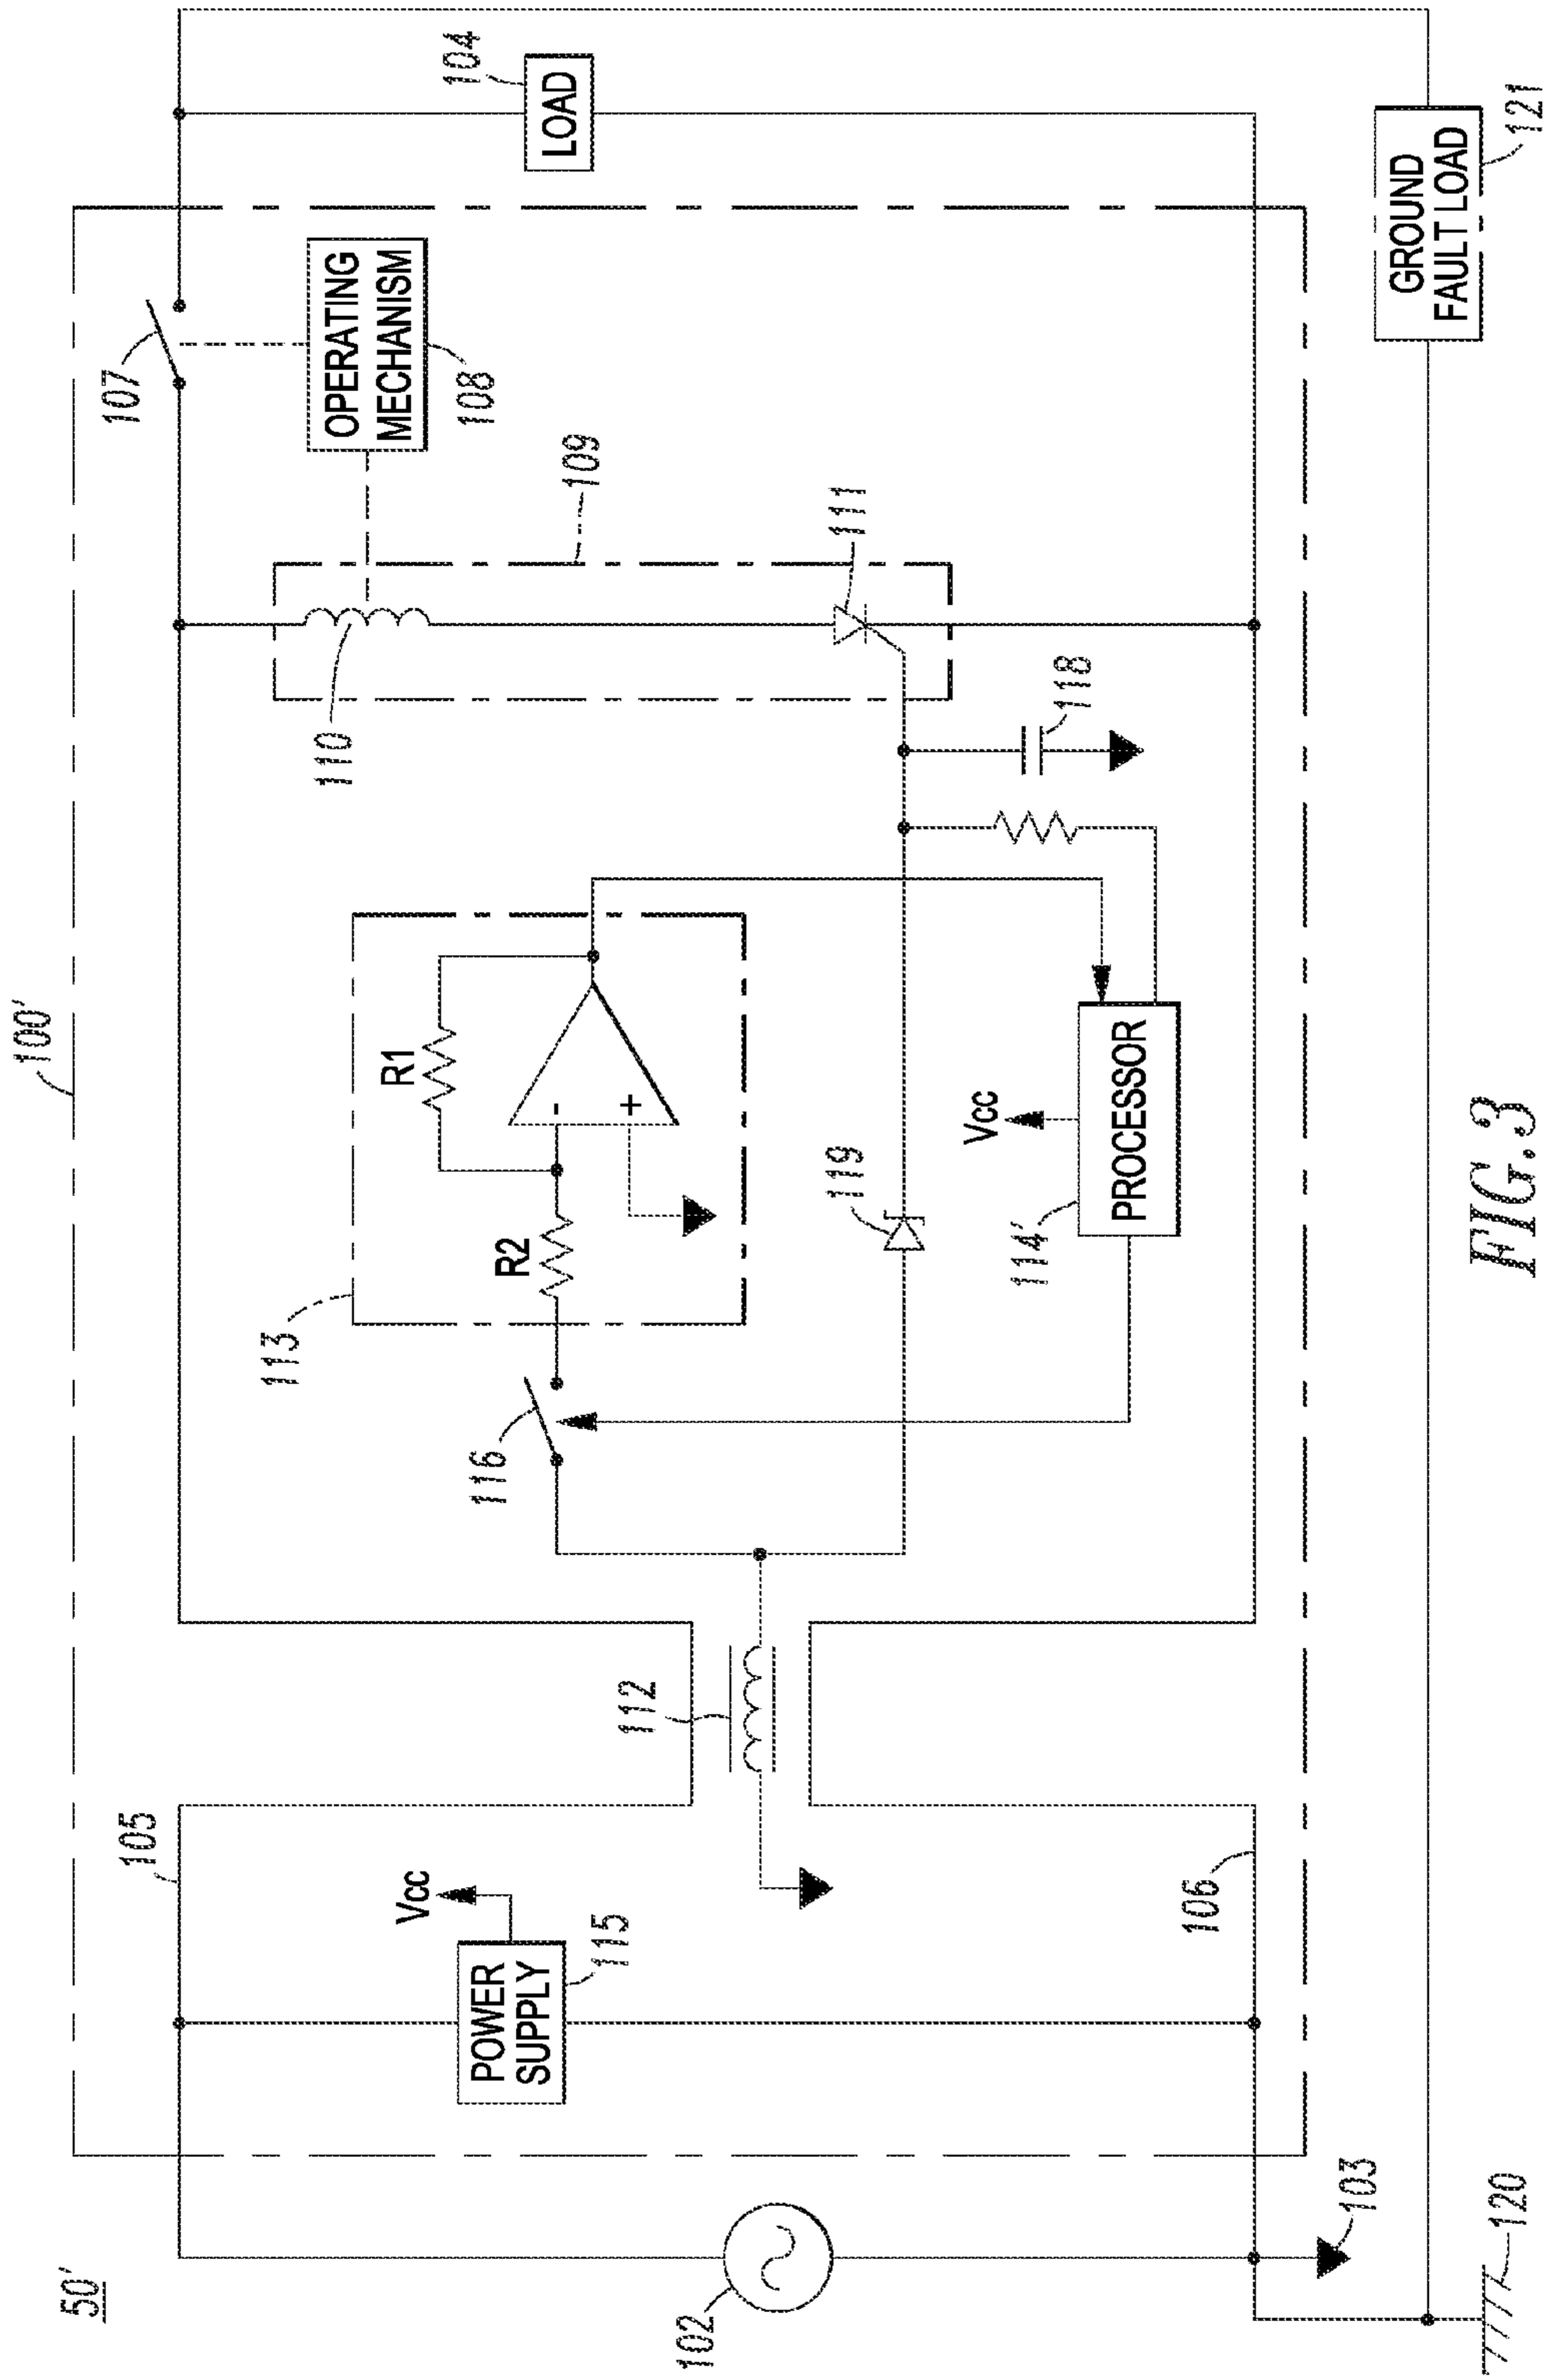 50′
100′
105
107
102
POWER
SUPPLY
115
Vcc
112
116
113
R2
R1
-
+
110
109
OPERATING
MECHANISM
108
104
LOAD
111
119
118
Vcc
PROCESSOR
114′
106
103
120
GROUND
FAULT LOAD
121
FIG.3